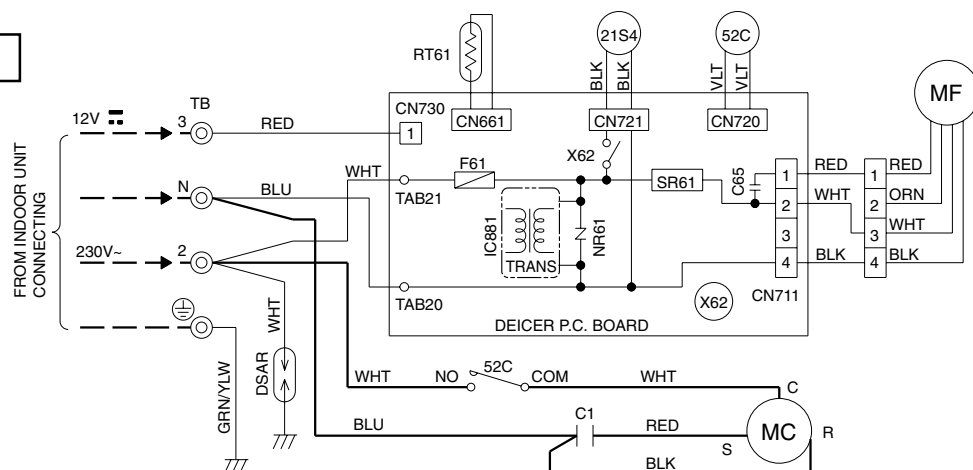 21S4
52C
RT61
MF
BLK
BLK
VLT
VLT
12V
TB
CN730
CN661
CN721
CN720
3
RED
1
X62
F61
SR61
C65
1
RED
1
RED
WHT
TAB21
2
WHT
2
ORN
N
BLU
IC881
NR61
3
WHT
3
FROM INDOOR UNIT
CONNECTING
230V~
2
TRANS
4
BLK
4
BLK
TAB20
X62
CN711
WHT
DEICER P.C. BOARD
GRN/YLW
DSAR
WHT
NO
52C
COM
WHT
C
C1
BLU
RED
S
MC
R
BLK